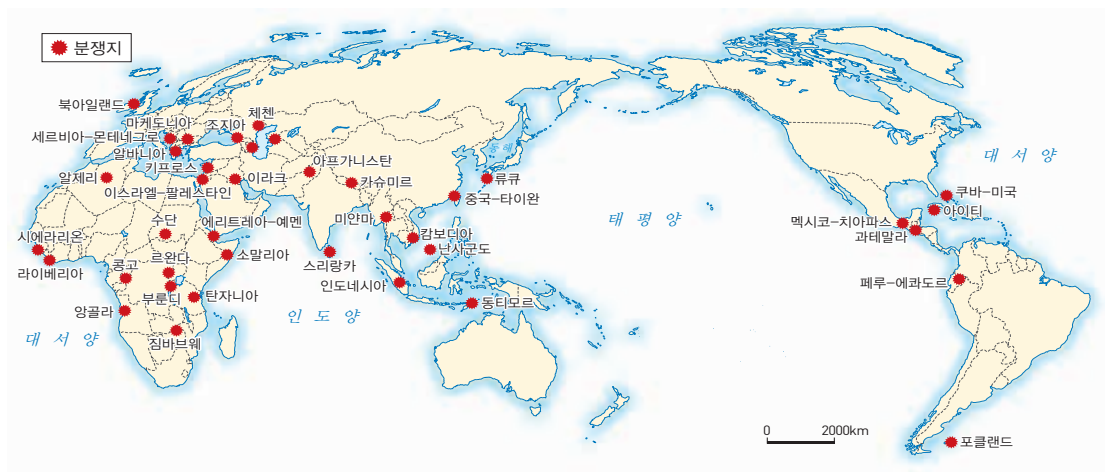 분쟁지
북아일랜드
마케도니아
체첸
조지아
세르비아-몬테네그로
알바니아
키프로스
아프가니스탄
알제리
이라크
카슈미르
이스라엘-팔레스타인
동해
류큐
중국-타이완
대서양
쿠바-미국
아이티
멕시코-치아파스
과테말라
수단
에리트레아-예멘
미얀마
태평양
시에라리온
캄보디아
난사군도
소말리아
라이베리아
콩고
르완다
스리랑카
인도네시아
페루-에콰도르
부룬디
탄자니아
동티모르
앙골라
인도양
대서양
짐바브웨
0 2000km
포클랜드